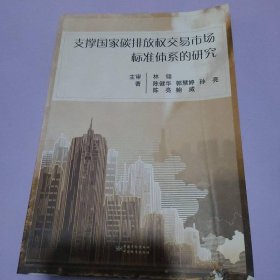 支撑国家碳排放权交易市场
标准体系的研究
主审 林翎
著 陈健华 郭慧婷 孙亮
陈亮 鲍威